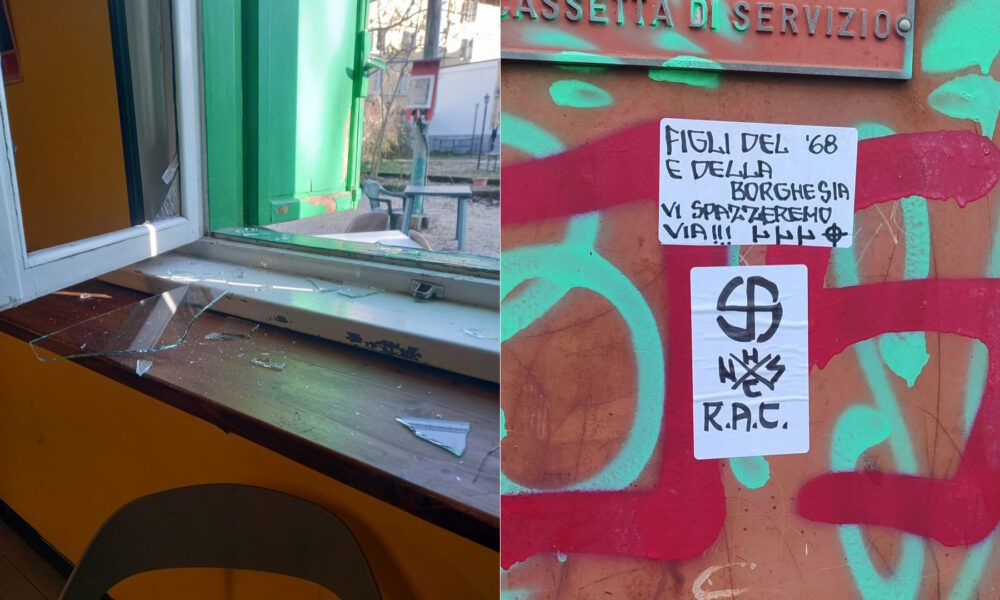 CASSETTA DI SERVIZIO
FIGLI DEL '68
E DELLA
BORGHESIA
VI SPAZZEREMO
VIA!!!
H
N S
C
R.A.C.